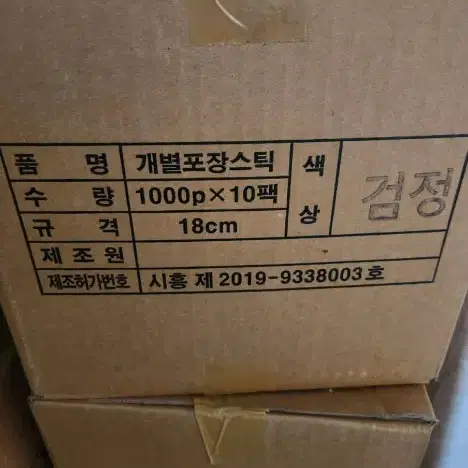 품 명 개별포장스틱 색상 검정
수 량 1000p×10팩
규 격 18cm
제조원
제조허가번호 시흥 제 2019-9338003 호